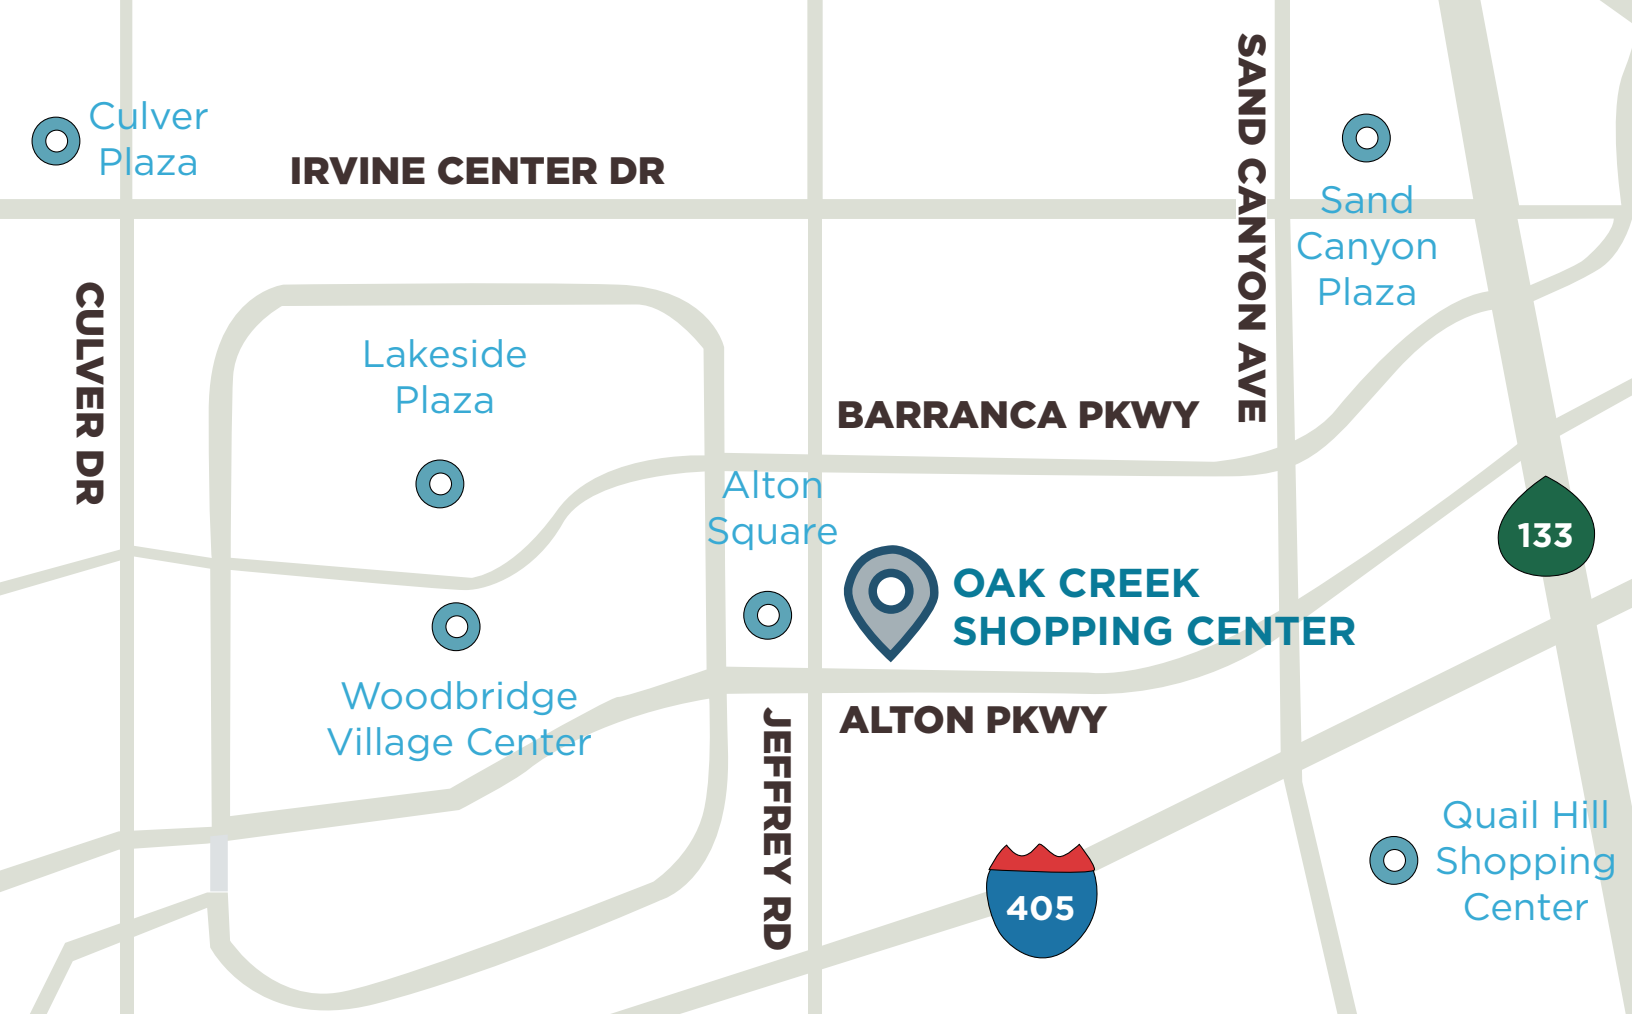 Culver
Plaza
IRVINE CENTER DR
SAND CANYON AVE
Sand
Canyon
Plaza
CULVER DR
Lakeside
Plaza
BARRANCA PKWY
Alton
Square
133
OAK CREEK
SHOPPING CENTER
Woodbridge
Village Center
ALTON PKWY
JEFFREY RD
405
Quail Hill
Shopping
Center